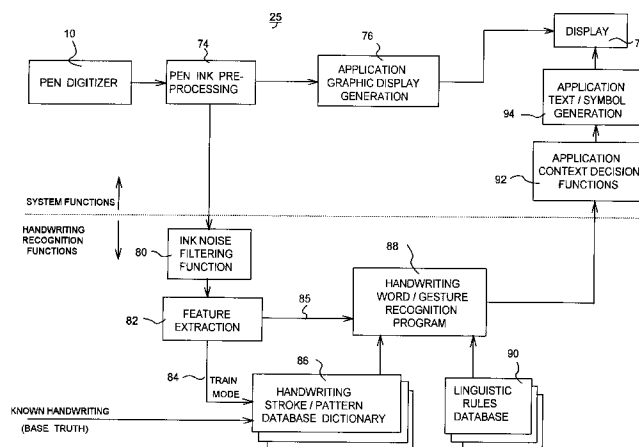 25
10
74
76
DISPLAY
7
PEN DIGITIZER
PEN INK PRE-
PROCESSING
APPLICATION
GRAPHIC DISPLAY
GENERATION
APPLICATION
TEXT / SYMBOL
GENERATION
94
APPLICATION
CONTEXT DECISION
FUNCTIONS
92
SYSTEM FUNCTIONS
HANDWRITING
RECOGNITION
FUNCTIONS
80
INK NOISE
FILTERING
FUNCTION
88
HANDWRITING
WORD / GESTURE
RECOGNITION
PROGRAM
82
FEATURE
EXTRACTION
85
84
TRAIN
MODE
86
HANDWRITING
STROKE / PATTERN
DATABASE DICTIONARY
90
LINGUISTIC
RULES
DATABASE
KNOWN HANDWRITING
(BASE TRUTH)